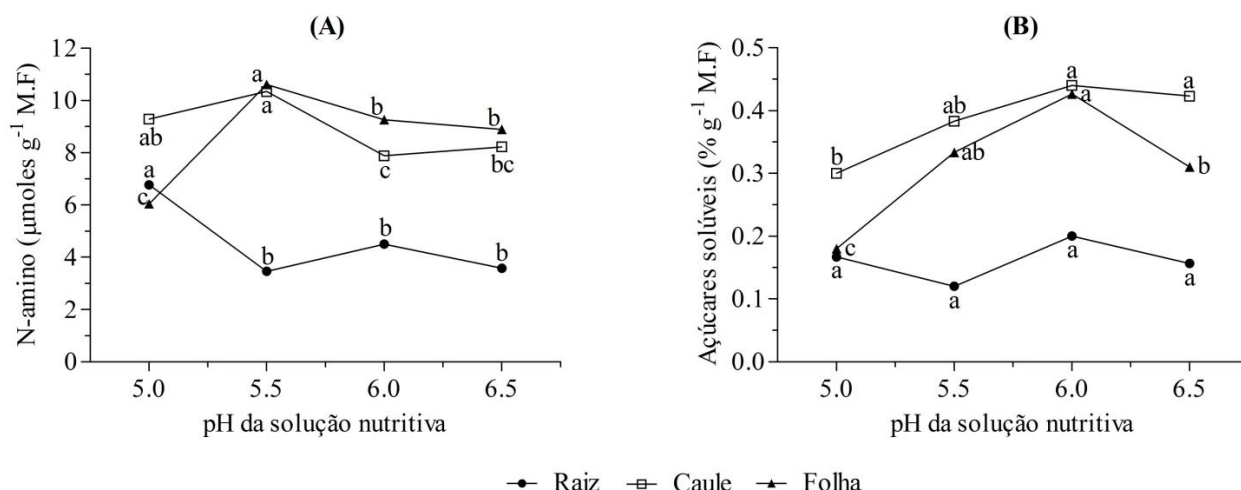 (A)
N-amino (μmoles g⁻¹ M.F)
12
10
8
6
4
2
0
5.0 5.5 6.0 6.5
pH da solução nutritiva
ab
a
c
a
a
b
b
c
b
b
bc
b
(B)
Açúcares solúveis (% g⁻¹ M.F)
0.5
0.4
0.3
0.2
0.1
0.0
5.0 5.5 6.0 6.5
pH da solução nutritiva
b
c
a
ab
ab
a
a
a
a
a
b
a
Raiz Caule Folha